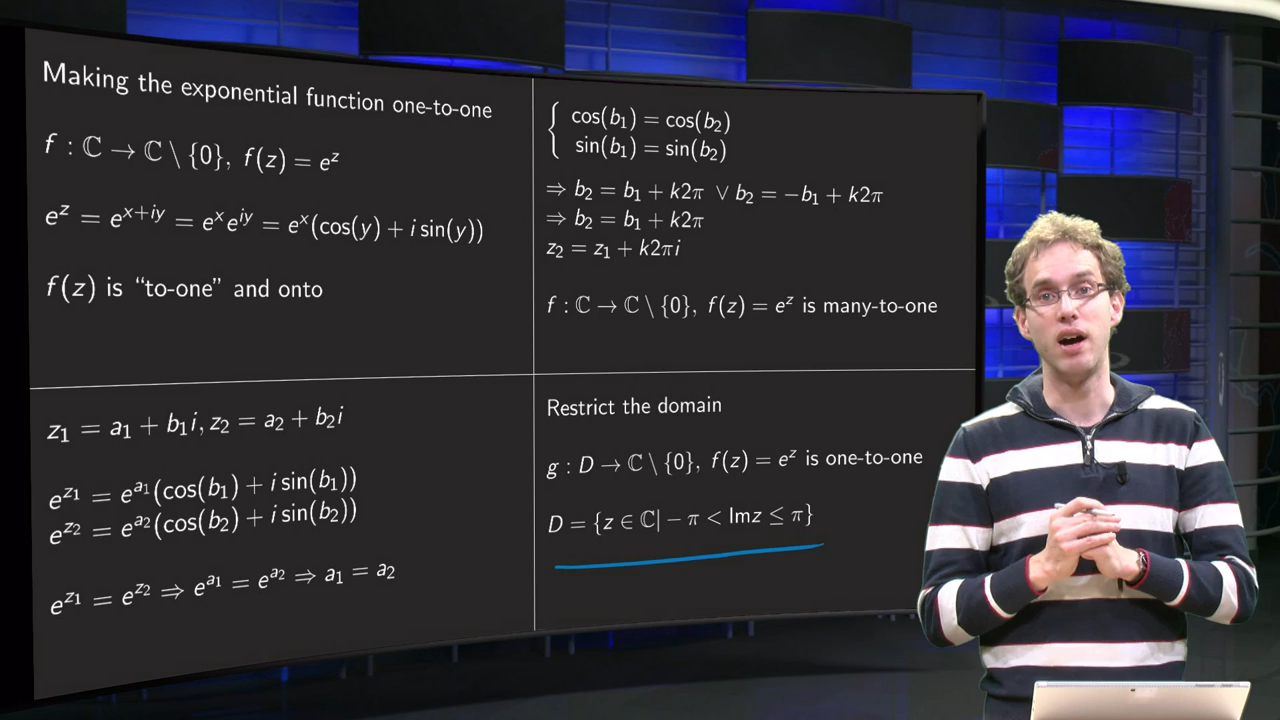 Making the exponential function one-to-one
f : ℂ → ℂ \ {0}, f(z) = e^z
e^z = e^{x+iy} = e^x e^{iy} = e^x(cos(y) + i sin(y))
f(z) is “to-one” and onto
cos(b₁) = cos(b₂)
sin(b₁) = sin(b₂)
⇒ b₂ = b₁ + k2π ∨ b₂ = −b₁ + k2π
⇒ b₂ = b₁ + k2π
z₂ = z₁ + k2πi
f : ℂ → ℂ \ {0}, f(z) = e^z is many-to-one
z₁ = a₁ + b₁i, z₂ = a₂ + b₂i
e^{z₁} = e^{a₁}(cos(b₁) + i sin(b₁))
e^{z₂} = e^{a₂}(cos(b₂) + i sin(b₂))
e^{z₁} = e^{z₂} ⇒ e^{a₁} = e^{a₂} ⇒ a₁ = a₂
Restrict the domain
g : D → ℂ \ {0}, f(z) = e^z is one-to-one
D = {z ∈ ℂ| − π < Imz ≤ π}